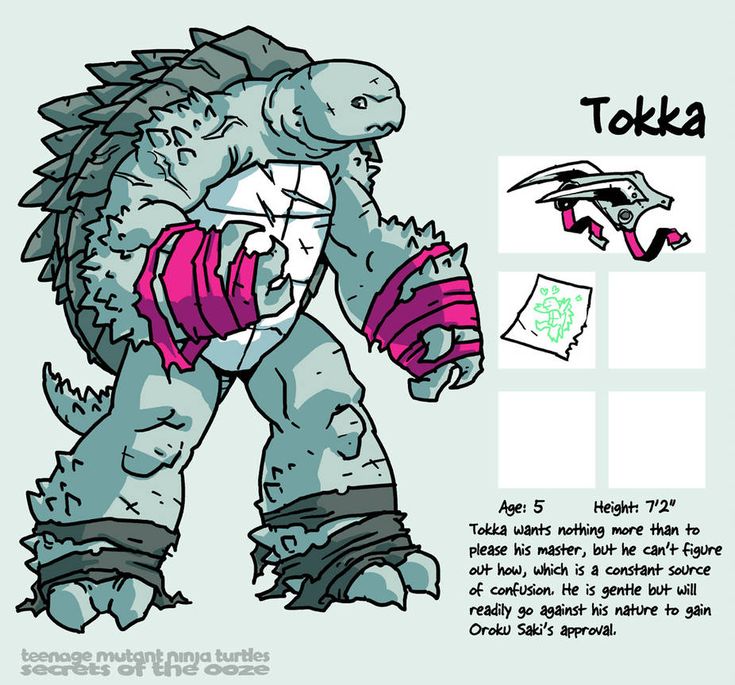 Tokka
Age: 5 Height: 7'2"
Tokka wants nothing more than to
please his master, but he can't figure
out how, which is a constant source
of confusion. He is gentle but will
readily go against his nature to gain
Oroku Saki's approval.
teenage mutant ninja turtles
secrets of the ooze